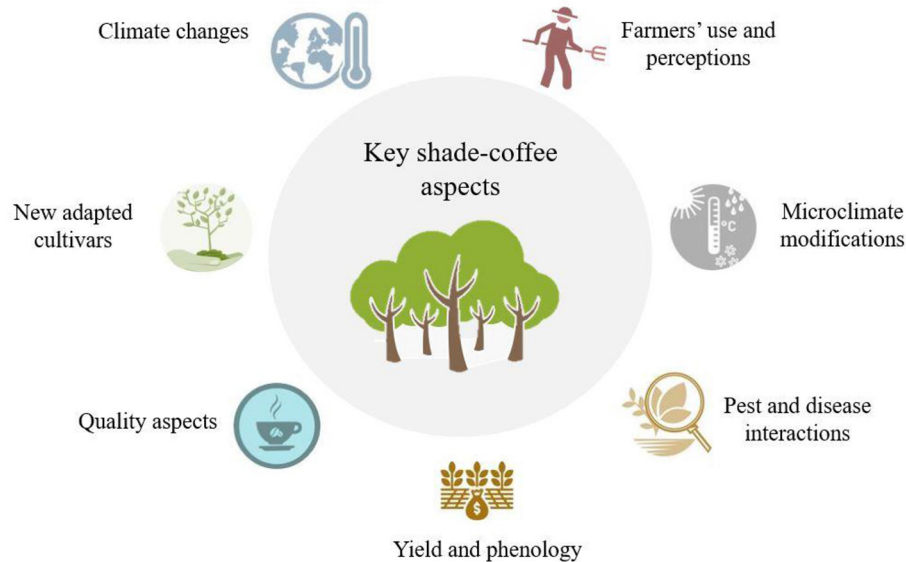 Climate changes
Farmers' use and
perceptions
Key shade-coffee
aspects
New adapted
cultivars
°C
Microclimate
modifications
Quality aspects
Pest and disease
interactions
$
Yield and phenology